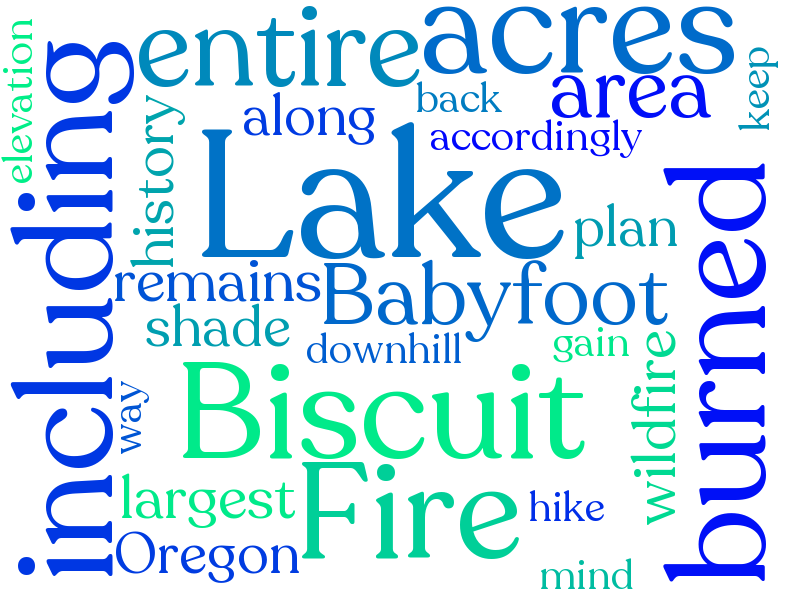 elevation
including
entire
acres
history
along
back
area
keep
accordingly
Lake
plan
burned
remains
Babyfoot
shade
downhill
gain
way
Biscuit
wildfire
largest
Fire
hike
Oregon
mind